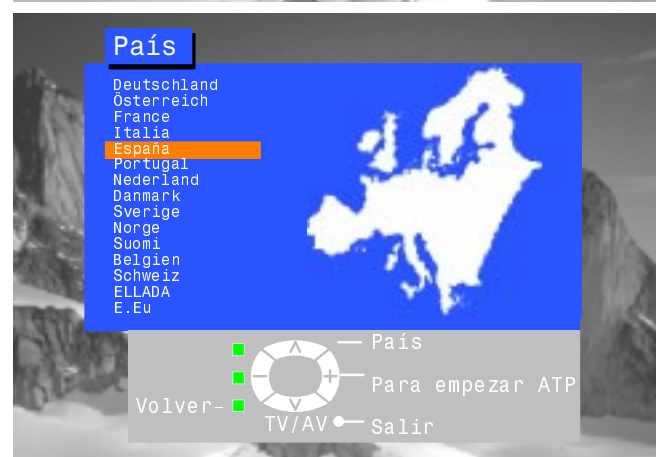 País
Deutschland
Österreich
France
Italia
España
Portugal
Nederland
Danmark
Sverige
Norge
Suomi
Belgien
Schweiz
ELLADA
E.Eu
País
Para empezar ATP
Volver-
TV/AV
Salir